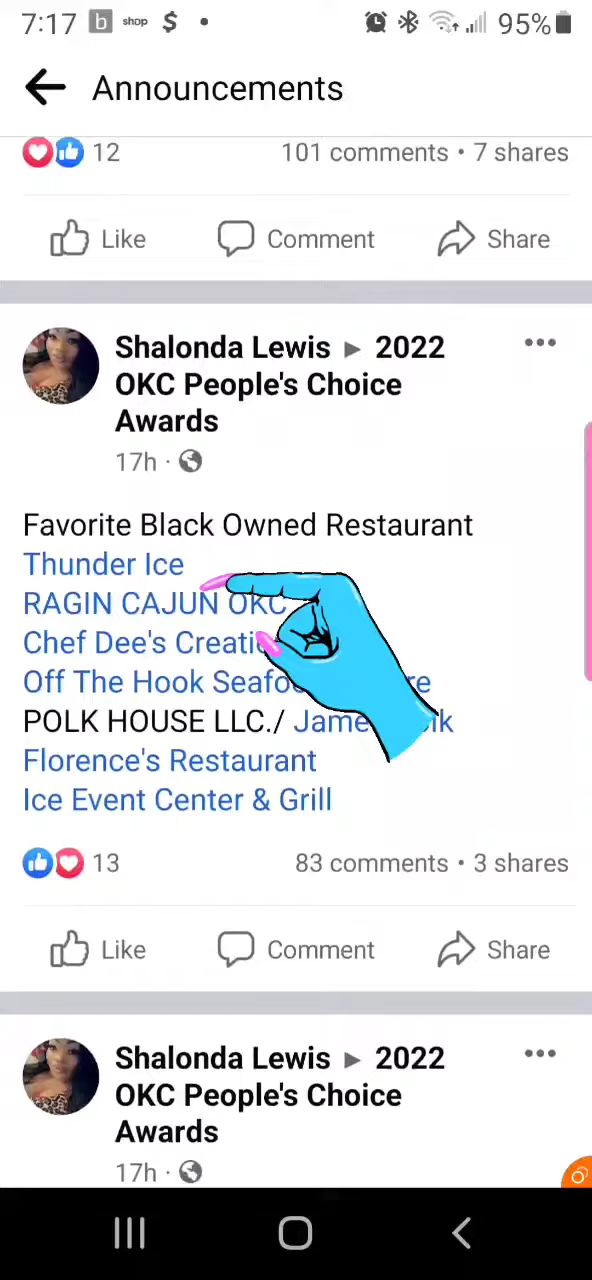 7:17 b shop $ 95%
Announcements
12 101 comments • 7 shares
Like Comment Share
Shalonda Lewis ▸ 2022
OKC People's Choice
Awards
17h ·
Favorite Black Owned Restaurant
Thunder Ice
RAGIN CAJUN OKC
Chef Dee's
Off The Hook
POLK HOUSE LLC./
Florence's Restaurant
Ice Event Center & Grill
13 83 comments • 3 shares
Like Comment Share
Shalonda Lewis ▸ 2022
OKC People's Choice
Awards
17h ·